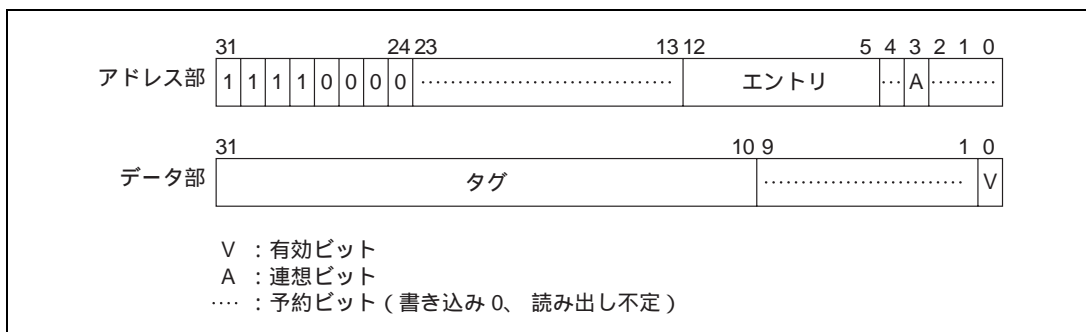 31 24 23 13 12 5 4 3 2 1 0
アドレス部 1 1 1 1 0 0 0 0 ‥‥‥‥‥‥‥‥ エントリ ‥‥ A ‥‥‥‥
31 10 9 1 0
データ部 タグ ‥‥‥‥‥‥‥‥ V
V :有効ビット
A :連想ビット
‥‥ :予約ビット(書き込み 0、 読み出し不定)